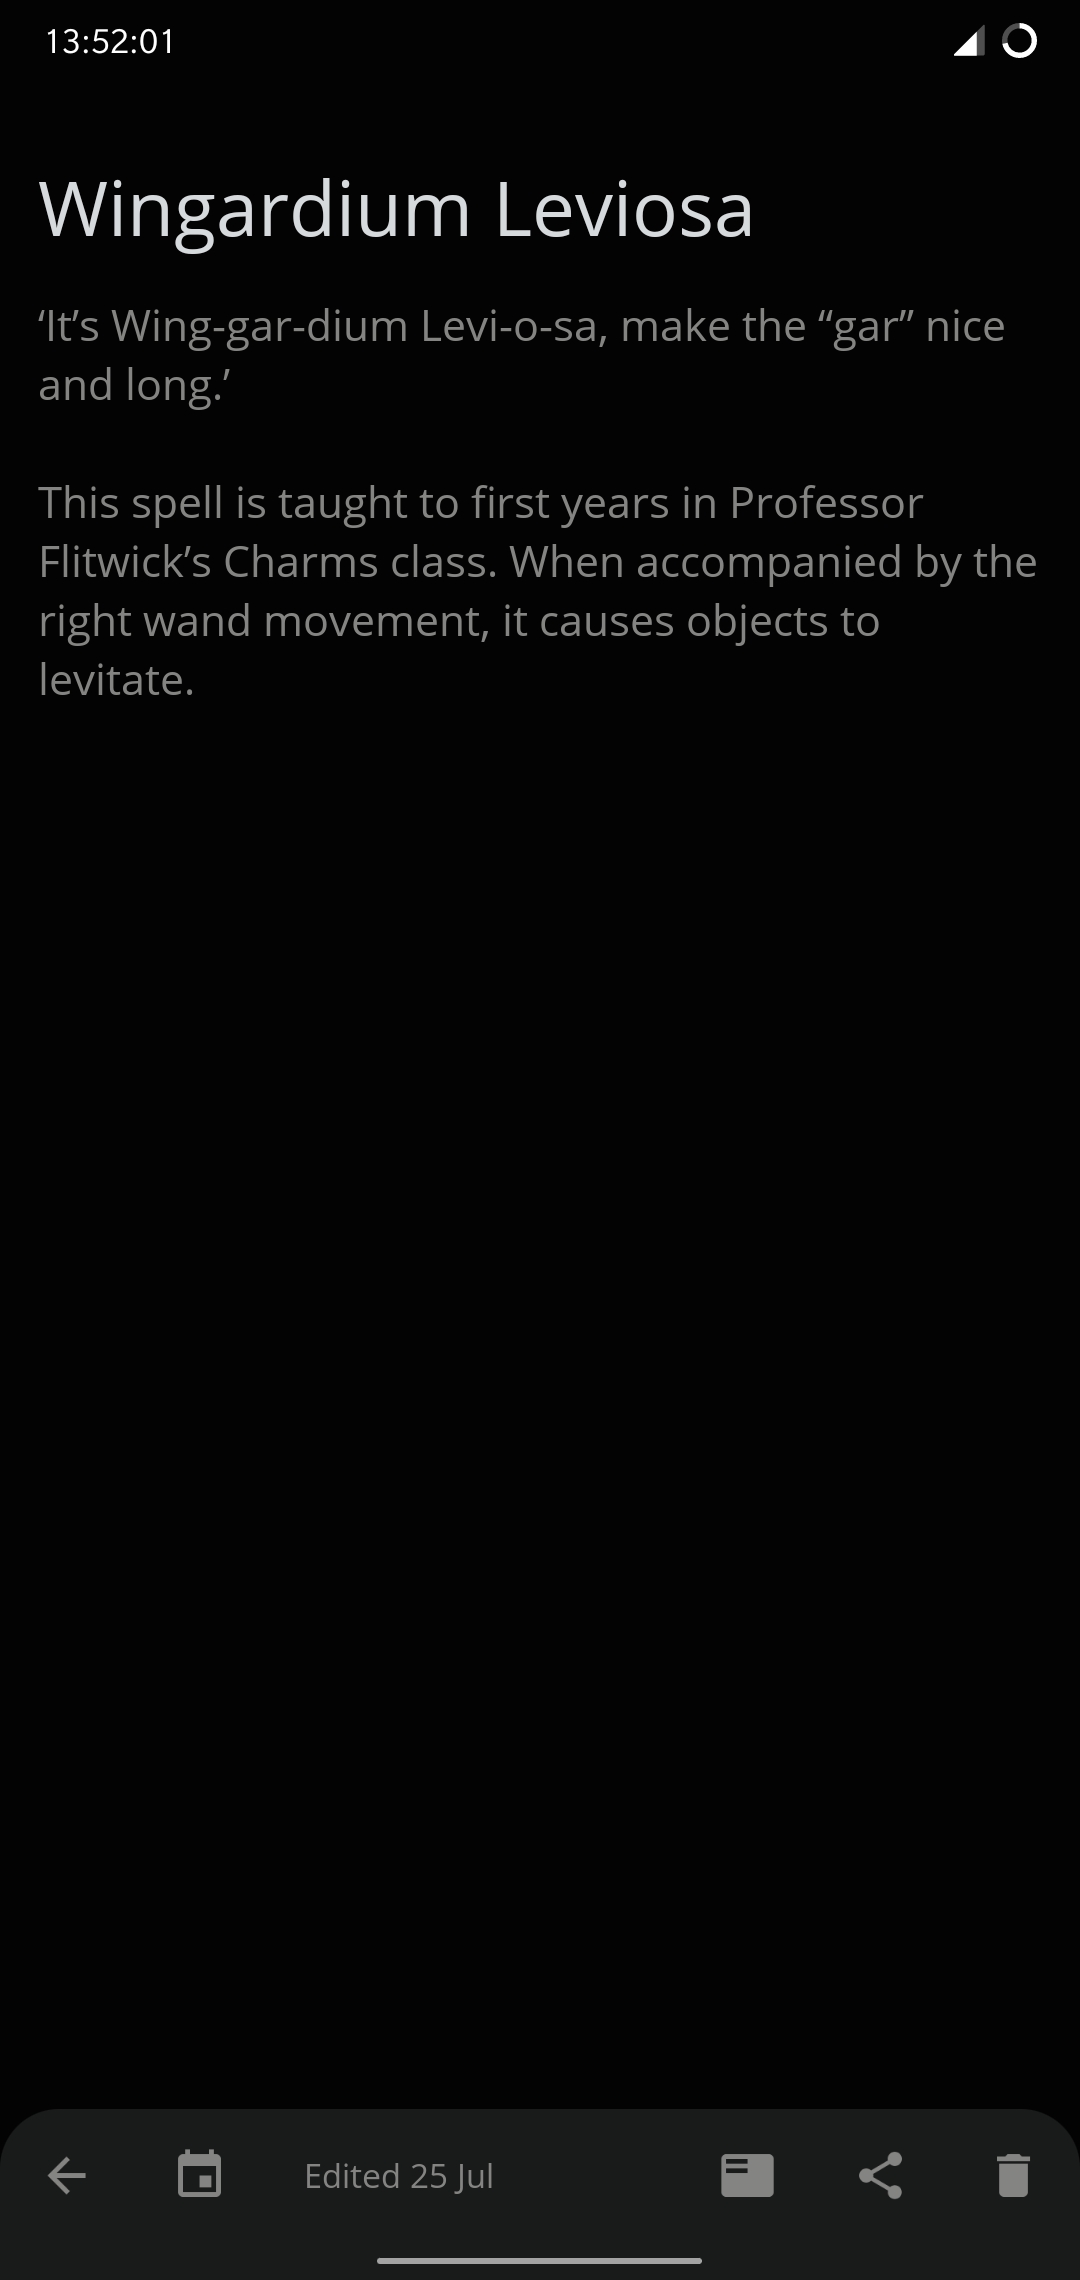 13:52:01
Wingardium Leviosa
‘It’s Wing-gar-dium Levi-o-sa, make the “gar” nice
and long.’
This spell is taught to first years in Professor
Flitwick’s Charms class. When accompanied by the
right wand movement, it causes objects to
levitate.
Edited 25 Jul